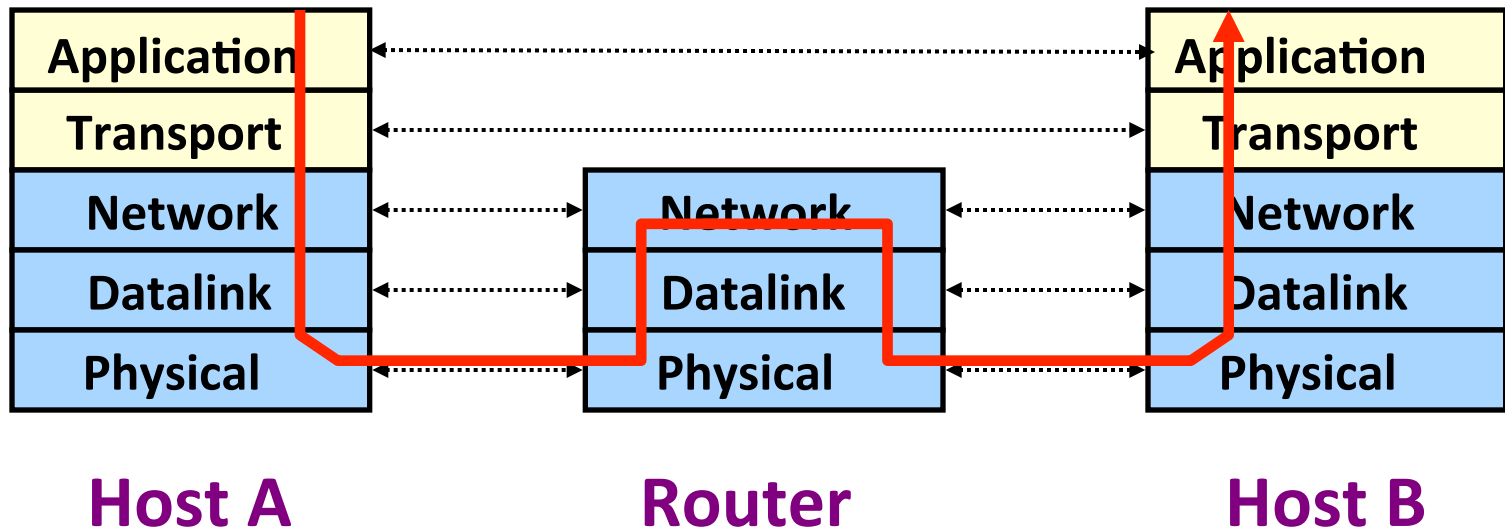 Application
Transport
Network
Datalink
Physical
Host A
Network
Datalink
Physical
Router
Application
Transport
Network
Datalink
Physical
Host B